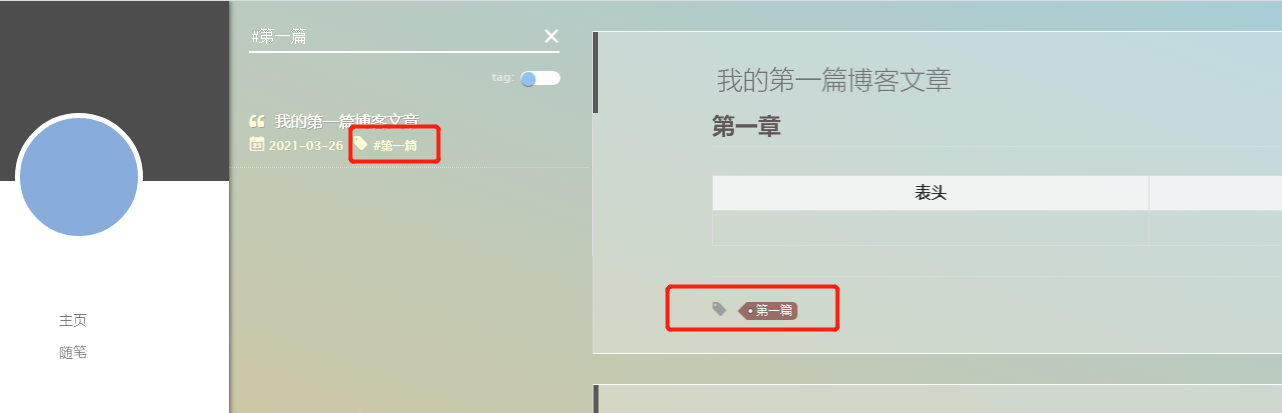 主页
随笔
#第一篇
tag:
我的第一篇博客文章
2021-03-26 #第一篇
我的第一篇博客文章
第一章
表头
第一篇